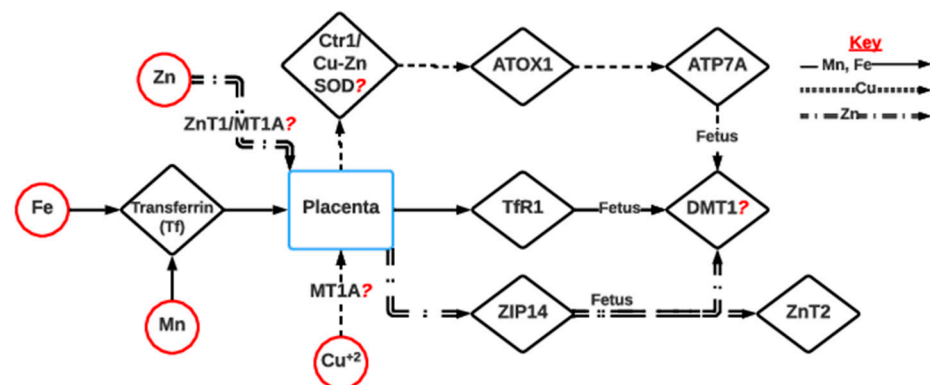 Ctr1/
Cu-Zn
SOD?
ATOX1
ATP7A
Key
Mn, Fe
Cu
Zn
Zn
ZnT1/MT1A?
Fetus
Fe
Transferrin
(Tf)
Placenta
TfR1
Fetus
DMT1?
MT1A?
Fetus
Mn
ZIP14
ZnT2
Cu+2